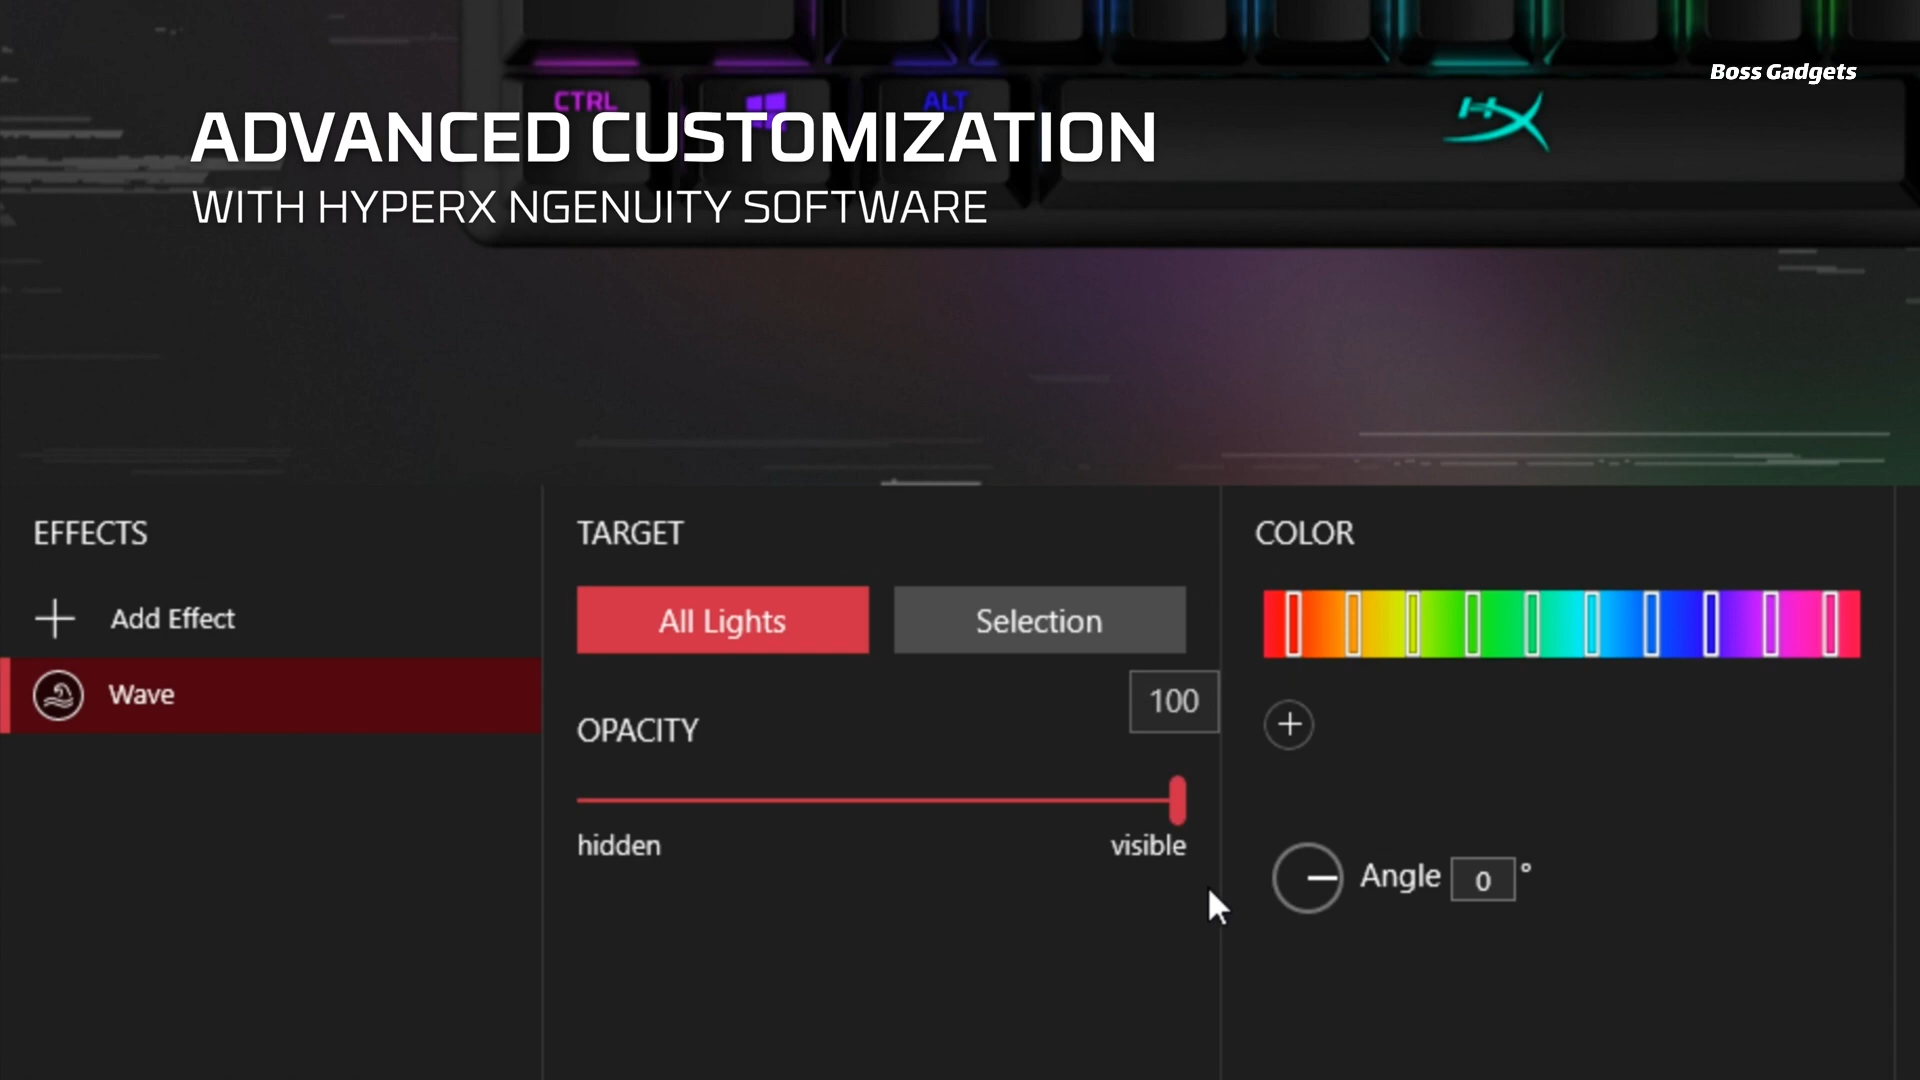 Boss Gadgets
CTRL
ALT
HX
ADVANCED CUSTOMIZATION
WITH HYPERX NGENUITY SOFTWARE
EFFECTS
Add Effect
Wave
TARGET
All Lights
Selection
100
OPACITY
hidden
visible
COLOR
Angle 0 °